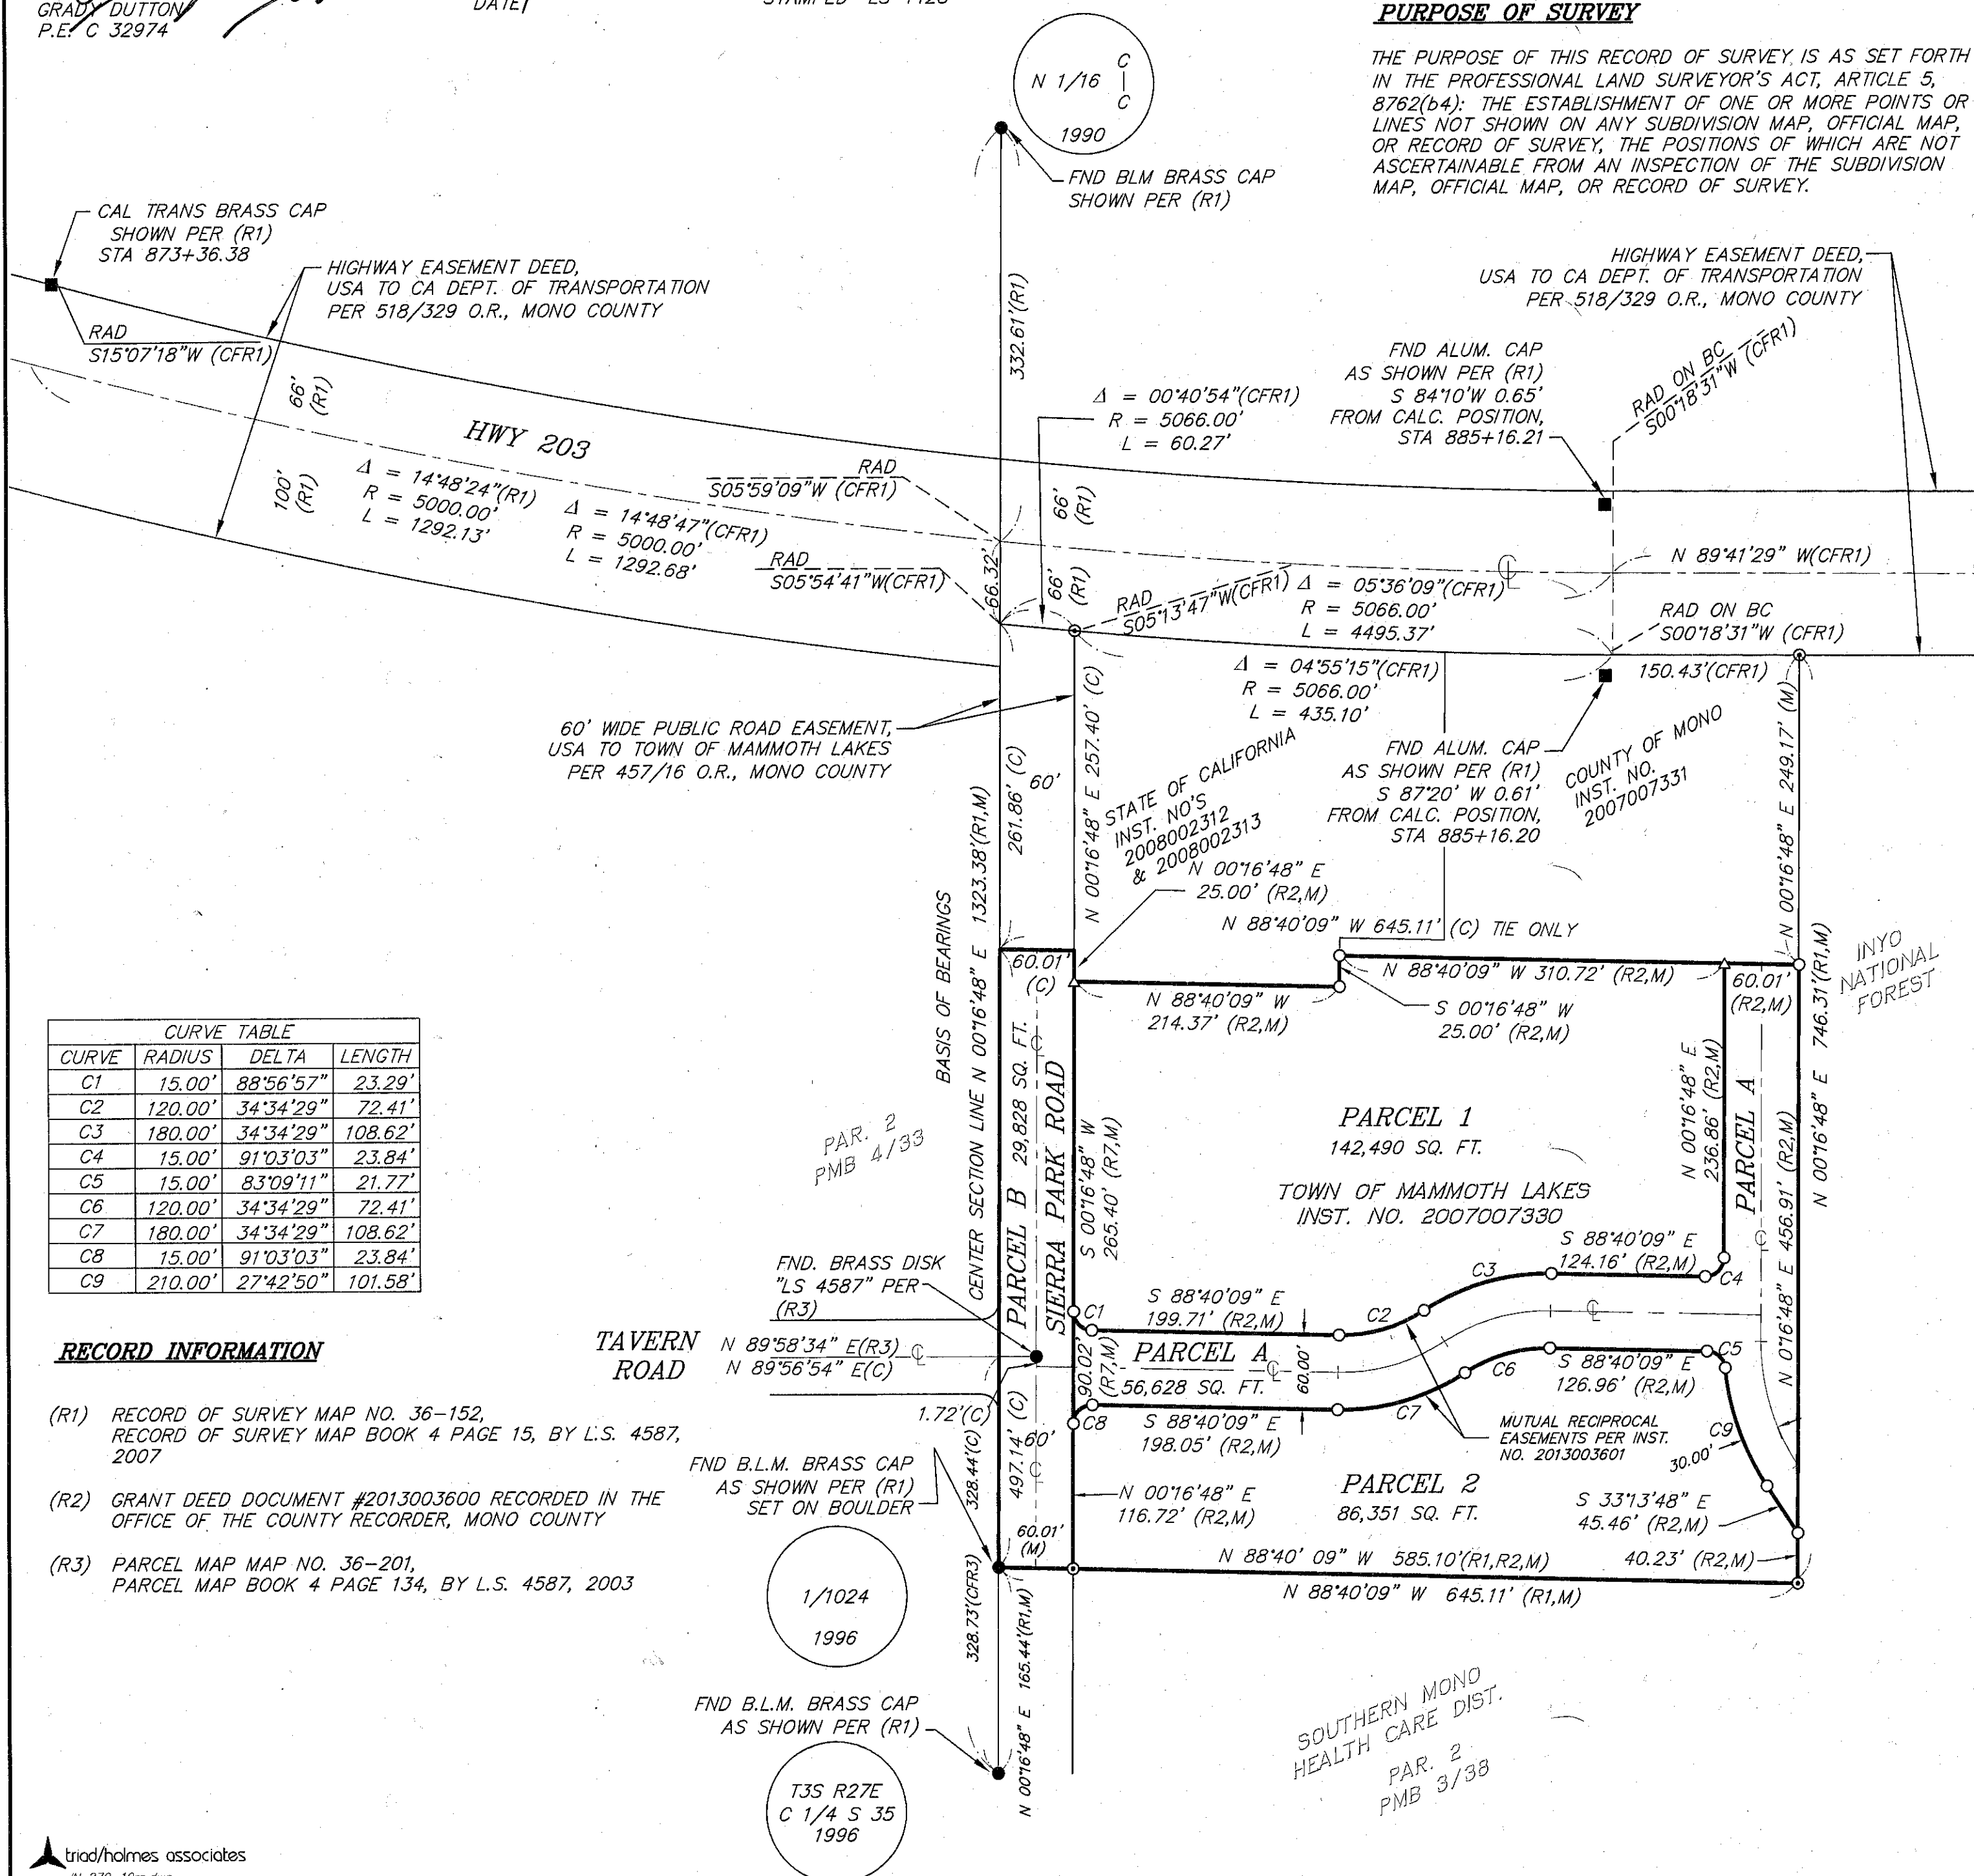 GRADY DUTTON
P.E. C 32974
DATE
PURPOSE OF SURVEY
THE PURPOSE OF THIS RECORD OF SURVEY IS AS SET FORTH
IN THE PROFESSIONAL LAND SURVEYOR'S ACT, ARTICLE 5,
8762(b4): THE ESTABLISHMENT OF ONE OR MORE POINTS OR
LINES NOT SHOWN ON ANY SUBDIVISION MAP, OFFICIAL MAP,
OR RECORD OF SURVEY, THE POSITIONS OF WHICH ARE NOT
ASCERTAINABLE FROM AN INSPECTION OF THE SUBDIVISION
MAP, OFFICIAL MAP, OR RECORD OF SURVEY.
N 1/16
C
C
1990
FND BLM BRASS CAP
SHOWN PER (R1)
CAL TRANS BRASS CAP
SHOWN PER (R1)
STA 873+36.38
HIGHWAY EASEMENT DEED,
USA TO CA DEPT. OF TRANSPORTATION
PER 518/329 O.R., MONO COUNTY
HIGHWAY EASEMENT DEED,
USA TO CA DEPT. OF TRANSPORTATION
PER 518/329 O.R., MONO COUNTY
RAD
S15°07'18"W (CFR1)
66'
(R1)
100'
(R1)
HWY 203
Δ = 14°48'24"(R1)
R = 5000.00'
L = 1292.13'
Δ = 14°48'47"(CFR1)
R = 5000.00'
L = 1292.68'
RAD
S05°59'09"W (CFR1)
RAD
S05°54'41"W(CFR1)
332.61'(R1)
66.32'
66'
(R1)
66'
(R1)
Δ = 00°40'54"(CFR1)
R = 5066.00'
L = 60.27'
FND ALUM. CAP
AS SHOWN PER (R1)
S 84°10'W 0.65'
FROM CALC. POSITION,
STA 885+16.21
RAD ON BC
S00°18'31"W (CFR1)
N 89°41'29" W(CFR1)
RAD
S05°13'47"W(CFR1)
Δ = 05°36'09"(CFR1)
R = 5066.00'
L = 4495.37'
RAD ON BC
S00°18'31"W (CFR1)
150.43'(CFR1)
Δ = 04°55'15"(CFR1)
R = 5066.00'
L = 435.10'
60' WIDE PUBLIC ROAD EASEMENT,
USA TO TOWN OF MAMMOTH LAKES
PER 457/16 O.R., MONO COUNTY
261.86' (C)
60'
N 00°16'48" E 257.40' (C)
STATE OF CALIFORNIA
INST. NO'S
2008002312
& 2008002313
FND ALUM. CAP
AS SHOWN PER (R1)
S 87°20' W 0.61'
FROM CALC. POSITION,
STA 885+16.20
COUNTY OF MONO
INST. NO.
2007007331
N 00°16'48" E 249.17' (M)
N 00°16'48" E
25.00' (R2,M)
N 88°40'09" W 645.11' (C) TIE ONLY
BASIS OF BEARINGS
CENTER SECTION LINE N 00°16'48" E 1323.38'(R1,M)
60.01'
(C)
N 88°40'09" W
214.37' (R2,M)
N 88°40'09" W 310.72' (R2,M)
S 00°16'48" W
25.00' (R2,M)
60.01'
(R2,M)
INYO
NATIONAL
FOREST
N 00°16'48" E 746.31'(R1,M)
CURVE TABLE
CURVE RADIUS DELTA LENGTH
C1 15.00' 88°56'57" 23.29'
C2 120.00' 34°34'29" 72.41'
C3 180.00' 34°34'29" 108.62'
C4 15.00' 91°03'03" 23.84'
C5 15.00' 83°09'11" 21.77'
C6 120.00' 34°34'29" 72.41'
C7 180.00' 34°34'29" 108.62'
C8 15.00' 91°03'03" 23.84'
C9 210.00' 27°42'50" 101.58'
PAR. 2
PMB 4/33
PARCEL B 29,828 SQ. FT.
SIERRA PARK ROAD
S 00°16'48" W
265.40' (R7,M)
PARCEL 1
142,490 SQ. FT.
TOWN OF MAMMOTH LAKES
INST. NO. 2007007330
N 00°16'48" E
236.86' (R2,M)
PARCEL A
N 0°16'48" E 456.91' (R2,M)
S 88°40'09" E
124.16' (R2,M)
C4
C3
C2
C1
S 88°40'09" E
199.71' (R2,M)
FND. BRASS DISK
"LS 4587" PER
(R3)
TAVERN
ROAD
N 89°58'34" E(R3)
N 89°56'54" E(C)
PARCEL A
56,628 SQ. FT.
60.00'
90.02'
(R7,M)
C5
C6
S 88°40'09" E
126.96' (R2,M)
C7
C8
S 88°40'09" E
198.05' (R2,M)
MUTUAL RECIPROCAL
EASEMENTS PER INST.
NO. 2013003601
C9
30.00'
RECORD INFORMATION
(R1) RECORD OF SURVEY MAP NO. 36-152,
RECORD OF SURVEY MAP BOOK 4 PAGE 15, BY L.S. 4587,
2007
(R2) GRANT DEED DOCUMENT #2013003600 RECORDED IN THE
OFFICE OF THE COUNTY RECORDER, MONO COUNTY
(R3) PARCEL MAP MAP NO. 36-201,
PARCEL MAP BOOK 4 PAGE 134, BY L.S. 4587, 2003
1.72'(C)
FND B.L.M. BRASS CAP
AS SHOWN PER (R1)
SET ON BOULDER
328.44'(C)
497.14' (C)
60'
60.01'
(M)
N 00°16'48" E
116.72' (R2,M)
PARCEL 2
86,351 SQ. FT.
S 33°13'48" E
45.46' (R2,M)
N 88°40' 09" W 585.10'(R1,R2,M)
40.23' (R2,M)
N 88°40'09" W 645.11' (R1,M)
1/1024
1996
328.73'(CFR3)
N 00°16'48" E 165.44'(R1,M)
FND B.L.M. BRASS CAP
AS SHOWN PER (R1)
T3S R27E
C 1/4 S 35
1996
SOUTHERN MONO
HEALTH CARE DIST.
PAR. 2
PMB 3/38
triad/holmes associates